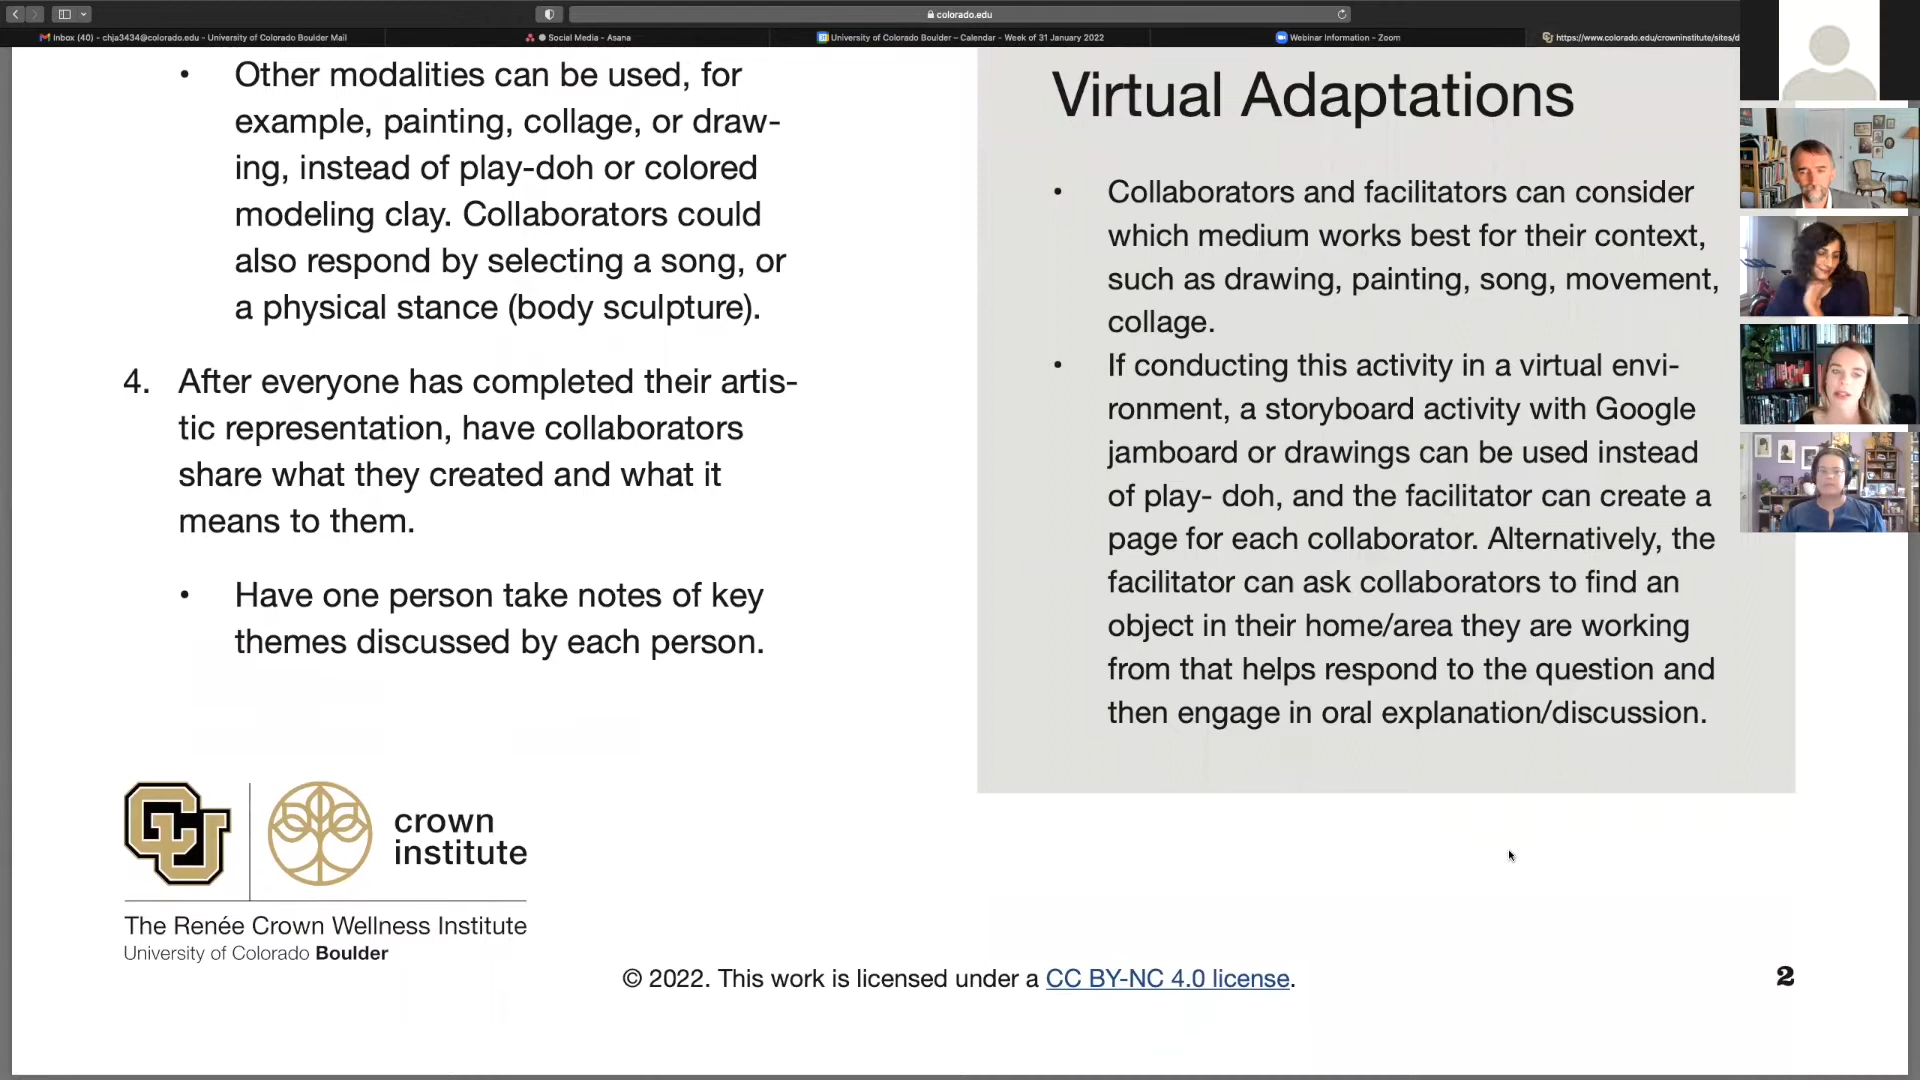 colorado.edu
Inbox (40) - chja3434@colorado.edu - University of Colorado Boulder Mail
Social Media - Asana
University of Colorado Boulder - Calendar - Week of 31 January 2022
Webinar Information - Zoom
https://www.colorado.edu/crowninstitute/sites/d
• Other modalities can be used, for
example, painting, collage, or draw-
ing, instead of play-doh or colored
modeling clay. Collaborators could
also respond by selecting a song, or
a physical stance (body sculpture).
4. After everyone has completed their artis-
tic representation, have collaborators
share what they created and what it
means to them.
• Have one person take notes of key
themes discussed by each person.
Virtual Adaptations
• Collaborators and facilitators can consider
which medium works best for their context,
such as drawing, painting, song, movement,
collage.
• If conducting this activity in a virtual envi-
ronment, a storyboard activity with Google
jamboard or drawings can be used instead
of play- doh, and the facilitator can create a
page for each collaborator. Alternatively, the
facilitator can ask collaborators to find an
object in their home/area they are working
from that helps respond to the question and
then engage in oral explanation/discussion.
CU
crown
institute
The Renée Crown Wellness Institute
University of Colorado Boulder
© 2022. This work is licensed under a CC BY-NC 4.0 license.
2